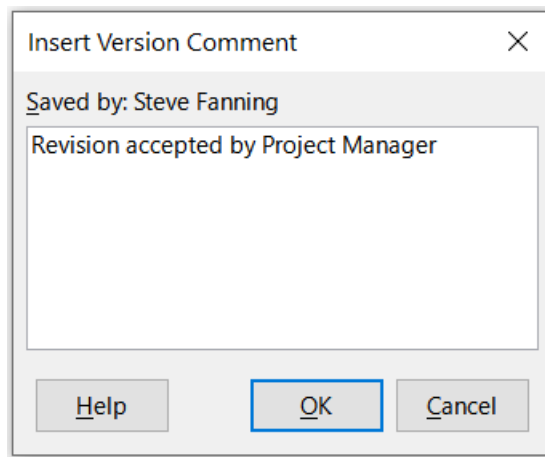 Insert Version Comment
Saved by: Steve Fanning
Revision accepted by Project Manager
Help OK Cancel